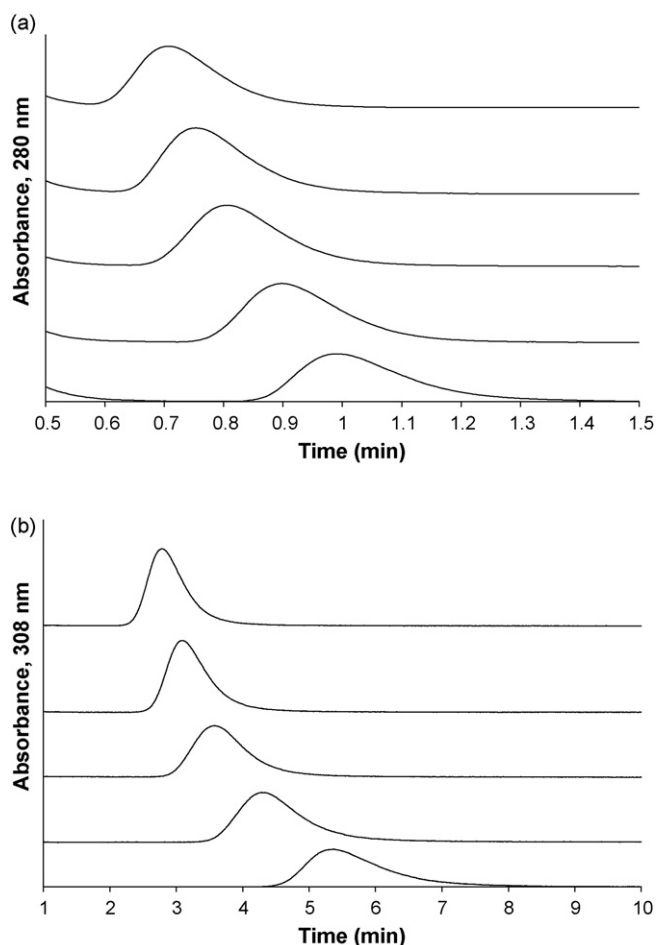 (a)
Absorbance, 280 nm
0.5 0.6 0.7 0.8 0.9 1 1.1 1.2 1.3 1.4 1.5
Time (min)
(b)
Absorbance, 308 nm
1 2 3 4 5 6 7 8 9 10
Time (min)